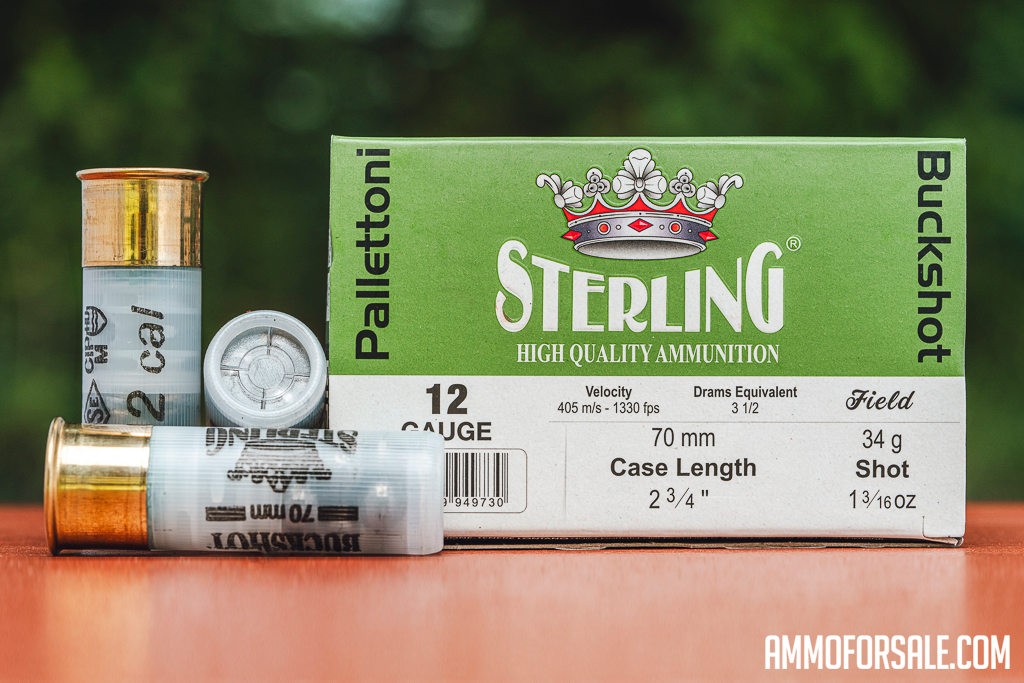 Pallettoni
Buckshot
STERLING®
HIGH QUALITY AMMUNITION
12
GAUGE
Velocity
405 m/s - 1330 fps
Drams Equivalent
3 1/2
Field
70 mm
Case Length
2 3/4 "
34 g
Shot
1 3/16 oz
949730
CIP
M
SE
2 cal
STERLING
70 mm
BUCKSHOT
AMMOFORSALE.COM